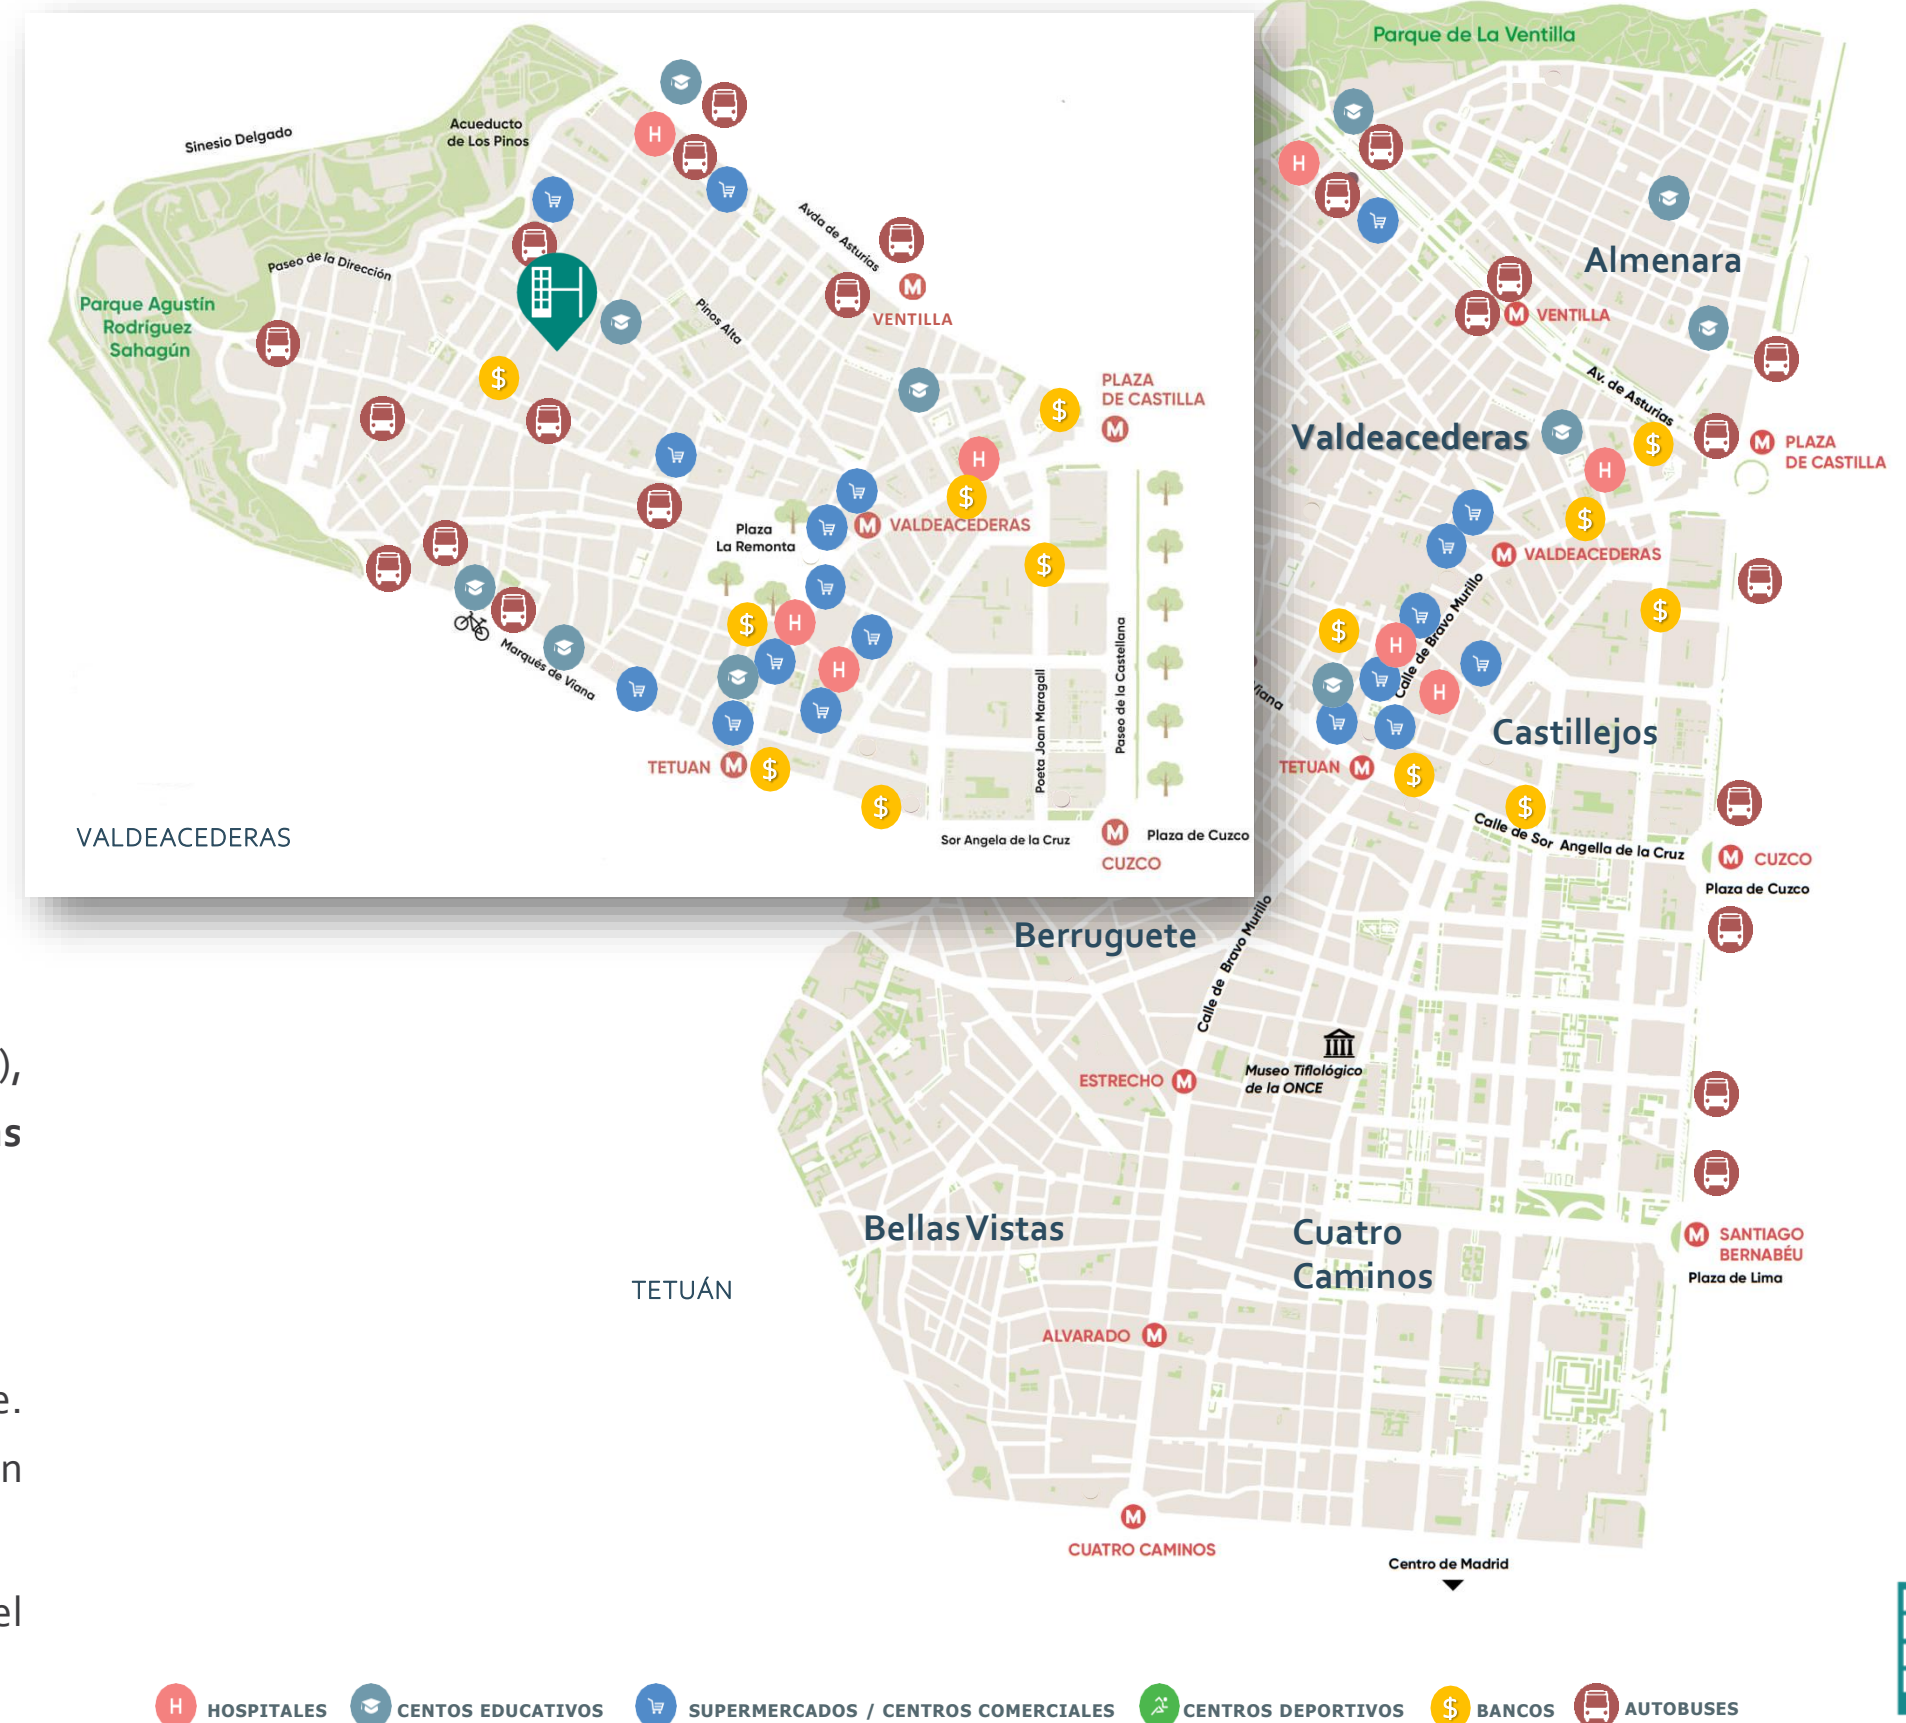 Sinesio Delgado
Acueducto
de Los Pinos
Avda de Asturias
Paseo de la Dirección
Parque Agustín
Rodríguez
Sahagún
Pinos Alta
M
VENTILLA
PLAZA
DE CASTILLA
M
H
H
H
H
$
$
$
$
$
$
$
Plaza
La Remonta
M VALDEACEDERAS
Marqués de Viana
Poeta Joan Maragall
Paseo de la Castellana
TETUAN M
Sor Angela de la Cruz
M
Plaza de Cuzco
CUZCO
VALDEACEDERAS
Parque de La Ventilla
H
Almenara
M VENTILLA
Av. de Asturias
Valdeacederas
$
H
M PLAZA
DE CASTILLA
$
M VALDEACEDERAS
Calle de Bravo Murillo
$
$
H
H
Viana
Castillejos
TETUAN M
$
$
Calle de Sor Angella de la Cruz
M CUZCO
Plaza de Cuzco
Berruguete
Calle de Bravo Murillo
ESTRECHO M
Museo Tiflológico
de la ONCE
),
s
Bellas Vistas
Cuatro
Caminos
M SANTIAGO
BERNABÉU
Plaza de Lima
TETUÁN
ALVARADO M
e.
n
M
CUATRO CAMINOS
Centro de Madrid
el
H HOSPITALES
CENTOS EDUCATIVOS
SUPERMERCADOS / CENTROS COMERCIALES
CENTROS DEPORTIVOS
$ BANCOS
AUTOBUSES